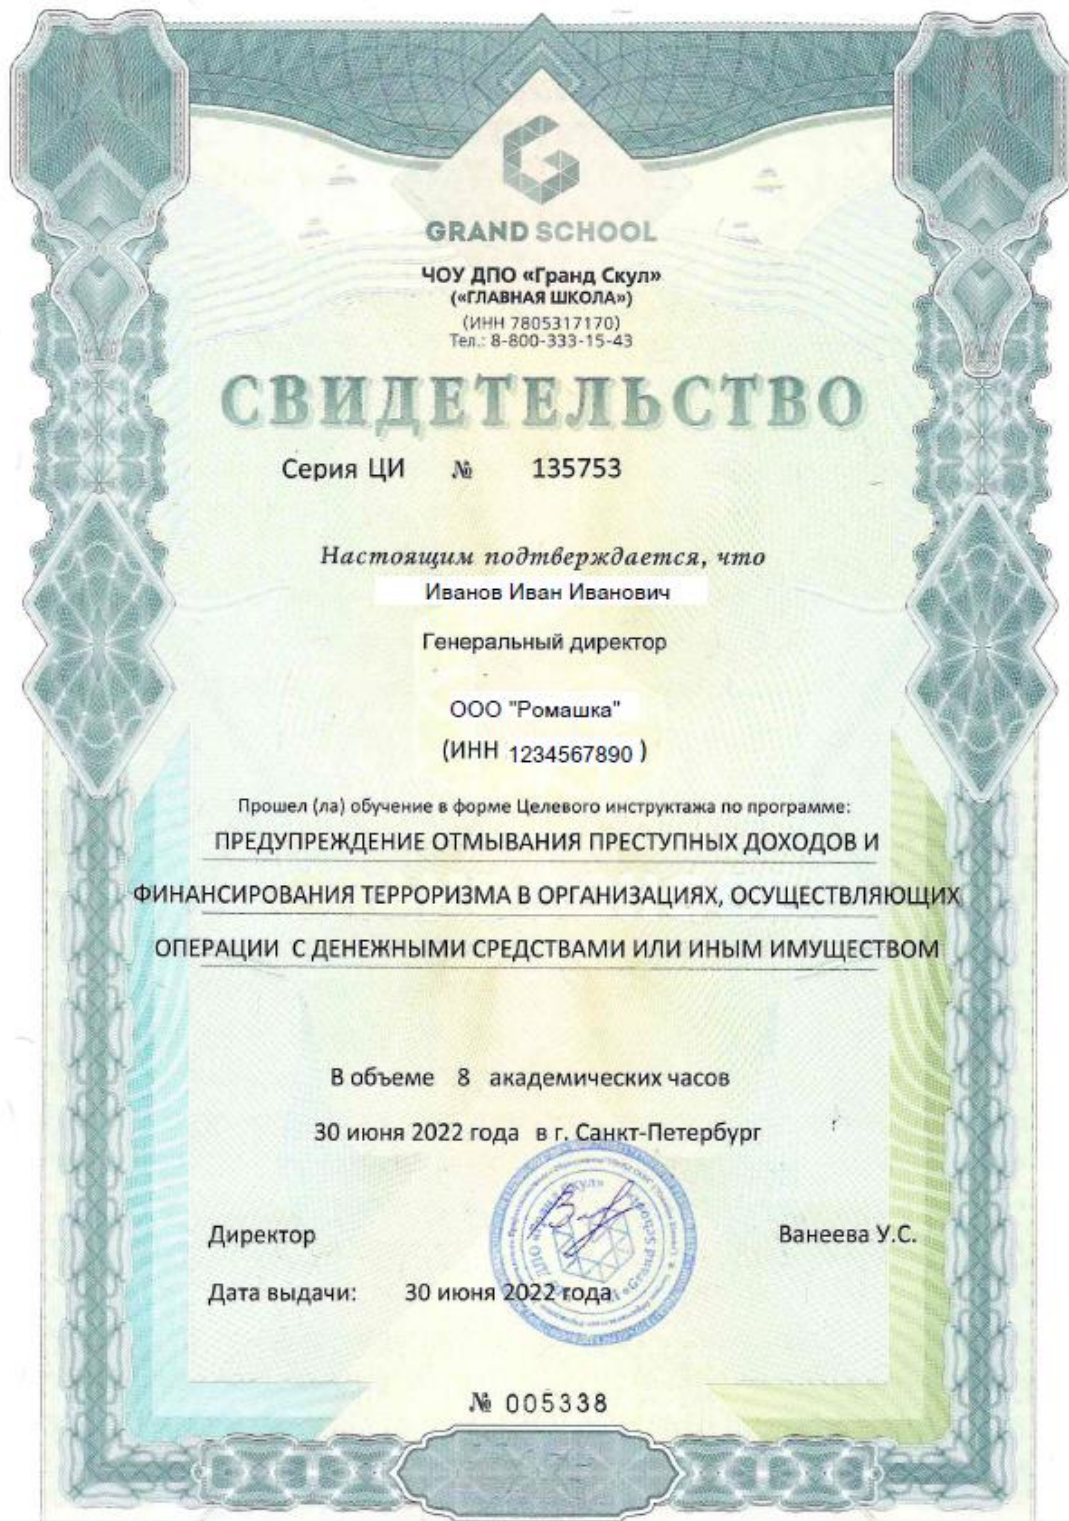 GRAND SCHOOL
ЧОУ ДПО «Гранд Скул»
(«ГЛАВНАЯ ШКОЛА»)
(ИНН 7805317170)
Тел.: 8-800-333-15-43
СВИДЕТЕЛЬСТВО
Серия ЦИ № 135753
Настоящим подтверждается, что
Иванов Иван Иванович
Генеральный директор
ООО "Ромашка"
(ИНН 1234567890 )
Прошел (ла) обучение в форме Целевого инструктажа по программе:
ПРЕДУПРЕЖДЕНИЕ ОТМЫВАНИЯ ПРЕСТУПНЫХ ДОХОДОВ И
ФИНАНСИРОВАНИЯ ТЕРРОРИЗМА В ОРГАНИЗАЦИЯХ, ОСУЩЕСТВЛЯЮЩИХ
ОПЕРАЦИИ С ДЕНЕЖНЫМИ СРЕДСТВАМИ ИЛИ ИНЫМ ИМУЩЕСТВОМ
В объеме 8 академических часов
30 июня 2022 года в г. Санкт-Петербург
Директор Ванеева У.С.
Дата выдачи: 30 июня 2022 года
№ 005338